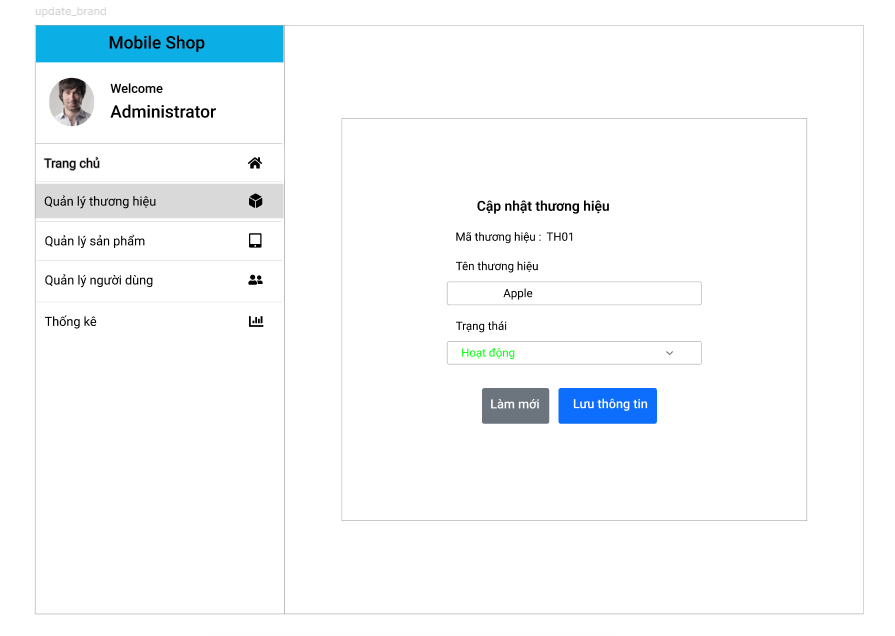 update_brand
Mobile Shop
Welcome
Administrator
Trang chủ
Quản lý thương hiệu
Quản lý sản phẩm
Quản lý người dùng
Thống kê
Cập nhật thương hiệu
Mã thương hiệu : TH01
Tên thương hiệu
Apple
Trạng thái
Hoạt động
Làm mới
Lưu thông tin